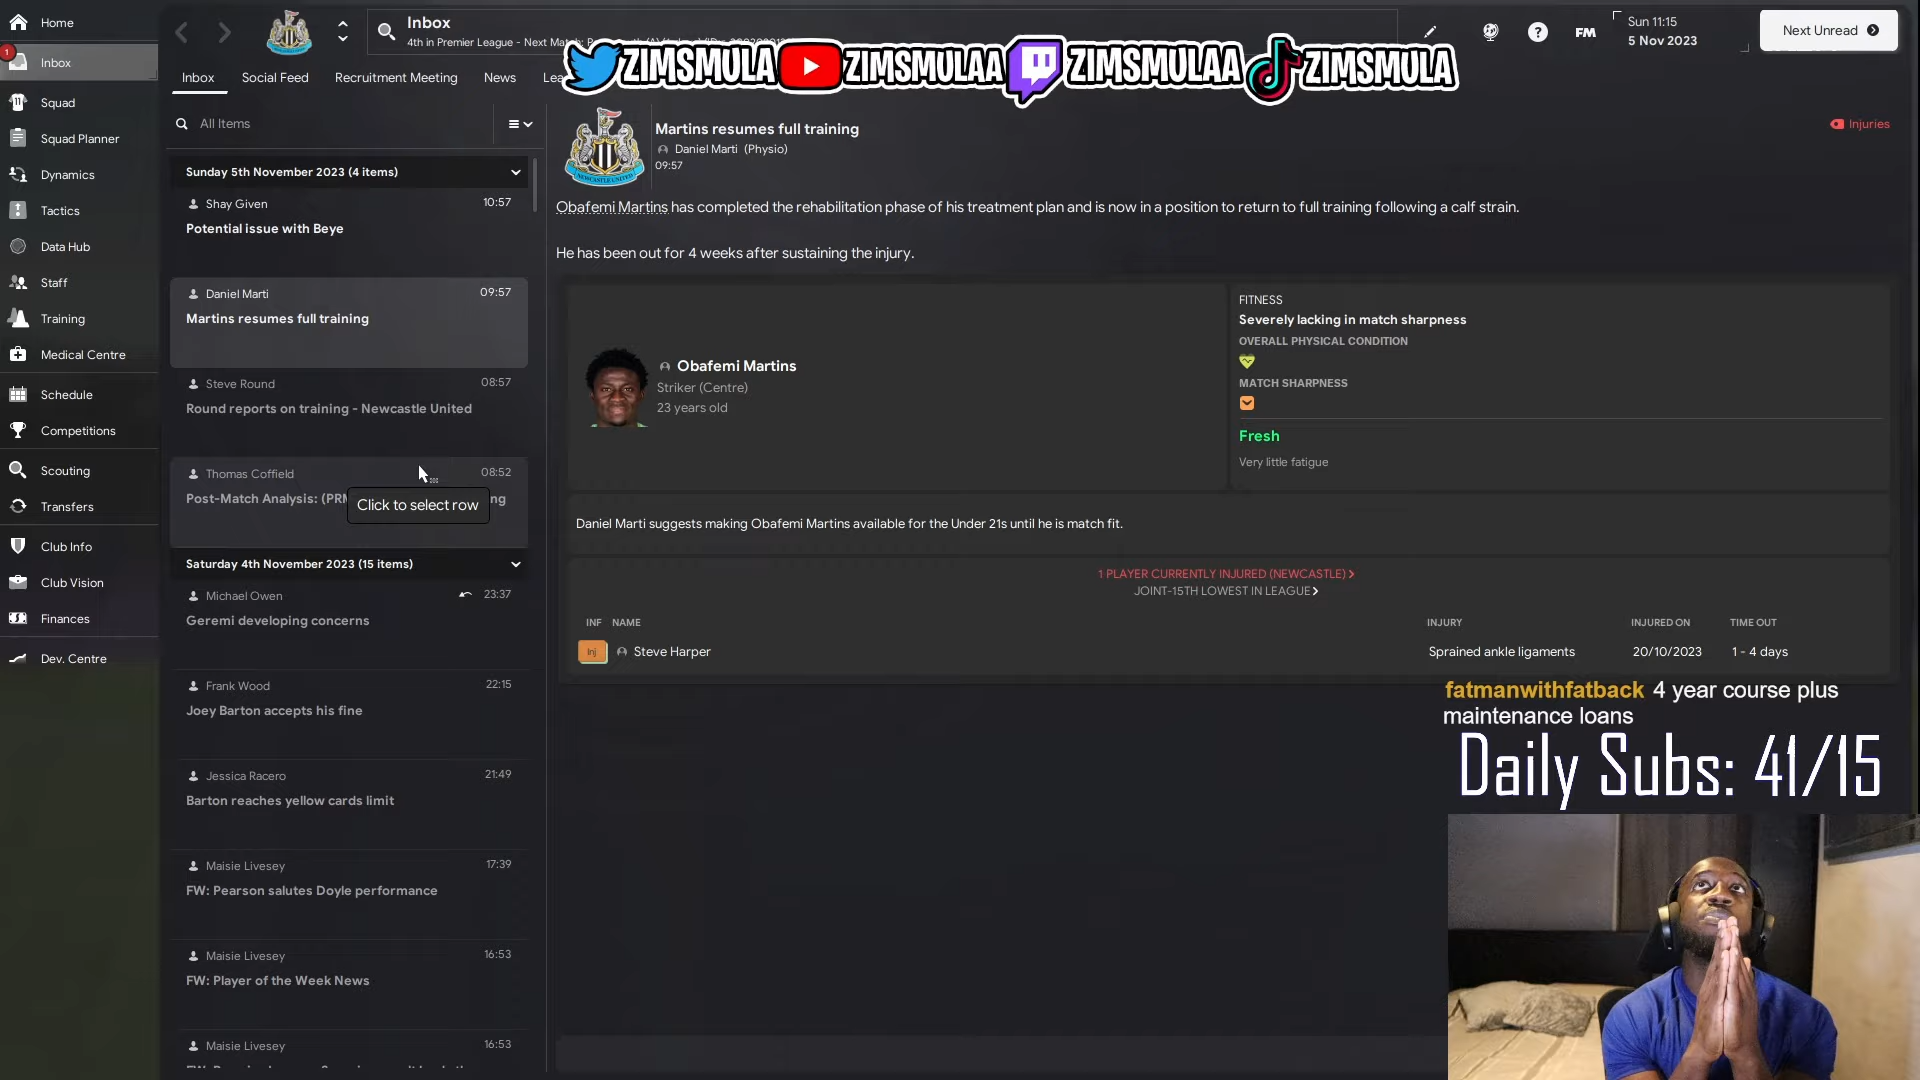 Home
1
Inbox
Squad
Squad Planner
Dynamics
Tactics
Data Hub
Staff
Training
Medical Centre
Schedule
Competitions
Scouting
Transfers
Club Info
Club Vision
Finances
Dev. Centre
Inbox
4th in Premier League - Next Match:
FM
Sun 11:15
5 Nov 2023
Next Unread
ZIMSMULA ZIMSMULAA ZIMSMULAA ZIMSMULA
Inbox Social Feed Recruitment Meeting News
All Items
Sunday 5th November 2023 (4 items)
Shay Given 10:57
Potential issue with Beye
Daniel Marti 09:57
Martins resumes full training
Steve Round 08:57
Round reports on training - Newcastle United
Thomas Coffield 08:52
Post-Match Analysis:
Click to select row
Saturday 4th November 2023 (15 items)
Michael Owen 23:37
Geremi developing concerns
Frank Wood 22:15
Joey Barton accepts his fine
Jessica Racero 21:49
Barton reaches yellow cards limit
Maisie Livesey 17:39
FW: Pearson salutes Doyle performance
Maisie Livesey 16:53
FW: Player of the Week News
Maisie Livesey 16:53
NEWCASTLE UNITED
Martins resumes full training
Daniel Marti (Physio)
09:57
Injuries
Obafemi Martins has completed the rehabilitation phase of his treatment plan and is now in a position to return to full training following a calf strain.
He has been out for 4 weeks after sustaining the injury.
Obafemi Martins
Striker (Centre)
23 years old
FITNESS
Severely lacking in match sharpness
OVERALL PHYSICAL CONDITION
MATCH SHARPNESS
Fresh
Very little fatigue
Daniel Marti suggests making Obafemi Martins available for the Under 21s until he is match fit.
1 PLAYER CURRENTLY INJURED (NEWCASTLE)
JOINT-15TH LOWEST IN LEAGUE
INF NAME INJURY INJURED ON TIME OUT
Inj Steve Harper Sprained ankle ligaments 20/10/2023 1 - 4 days
fatmanwithfatback 4 year course plus
maintenance loans
Daily Subs: 41/15